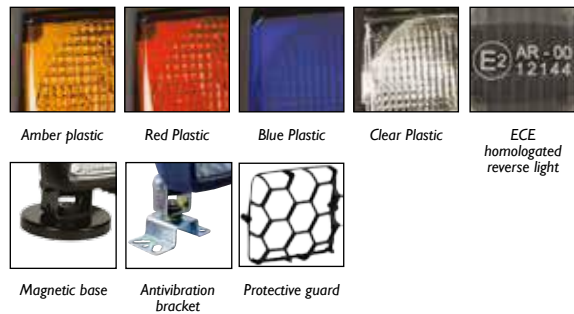 E2 AR - 00
12144
Amber plastic
Red Plastic
Blue Plastic
Clear Plastic
ECE
homologated
reverse light
Magnetic base
Antivibration
bracket
Protective guard